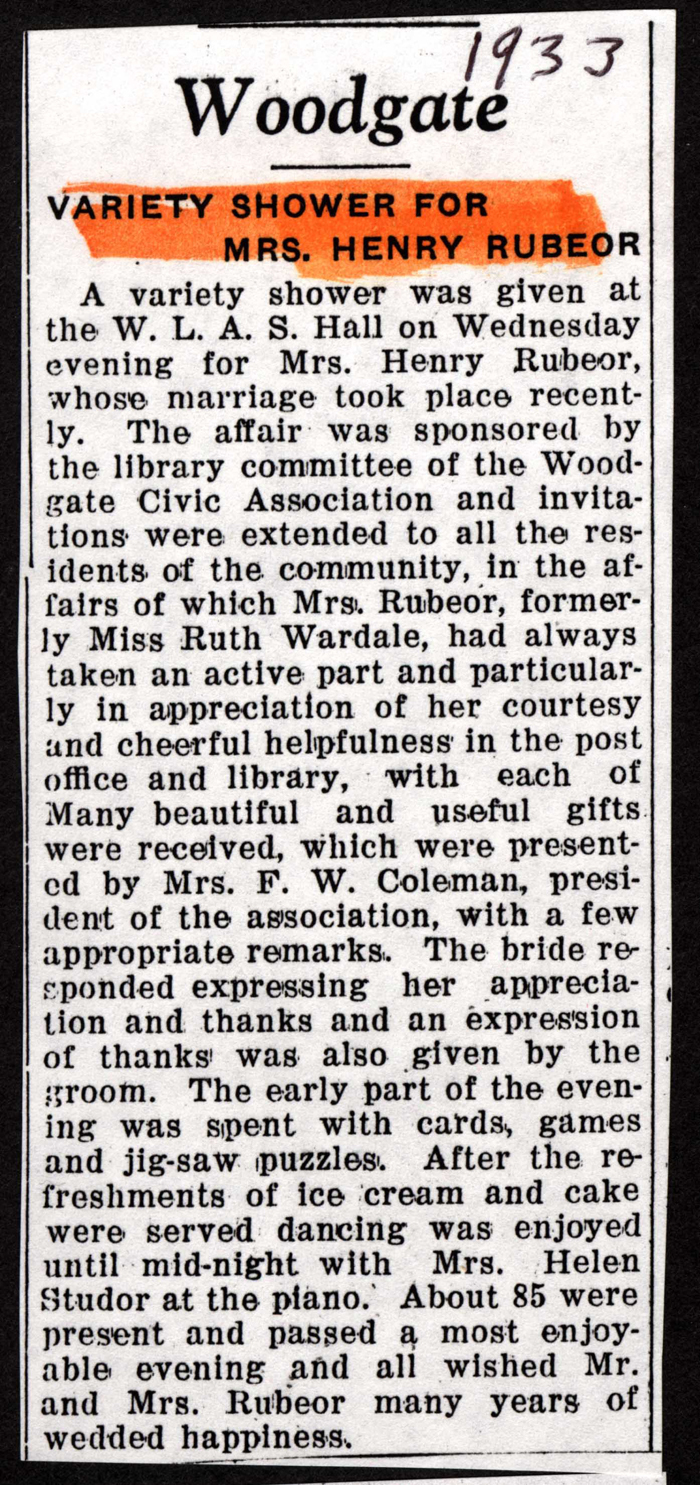 1933
Woodgate
VARIETY SHOWER FOR
MRS. HENRY RUBEOR
A variety shower was given at
the W. L. A. S. Hall on Wednesday
evening for Mrs. Henry Rubeor,
whose marriage took place recent-
ly. The affair was sponsored by
the library committee of the Wood-
gate Civic Association and invita-
tions were extended to all the res-
idents of the community, in the af-
fairs of which Mrs. Rubeor, former-
ly Miss Ruth Wardale, had always
taken an active part and particular-
ly in appreciation of her courtesy
and cheerful helpfulness in the post
office and library, with each of
Many beautiful and useful gifts
were received, which were present-
ed by Mrs. F. W. Coleman, presi-
dent of the association, with a few
appropriate remarks. The bride re-
sponded expressing her apprecia-
tion and thanks and an expression
of thanks was also given by the
groom. The early part of the even-
ing was spent with cards, games
and jig-saw puzzles. After the re-
freshments of ice cream and cake
were served dancing was enjoyed
until mid-night with Mrs. Helen
Studor at the piano. About 85 were
present and passed a most enjoy-
able evening and all wished Mr.
and Mrs. Rubeor many years of
wedded happiness.